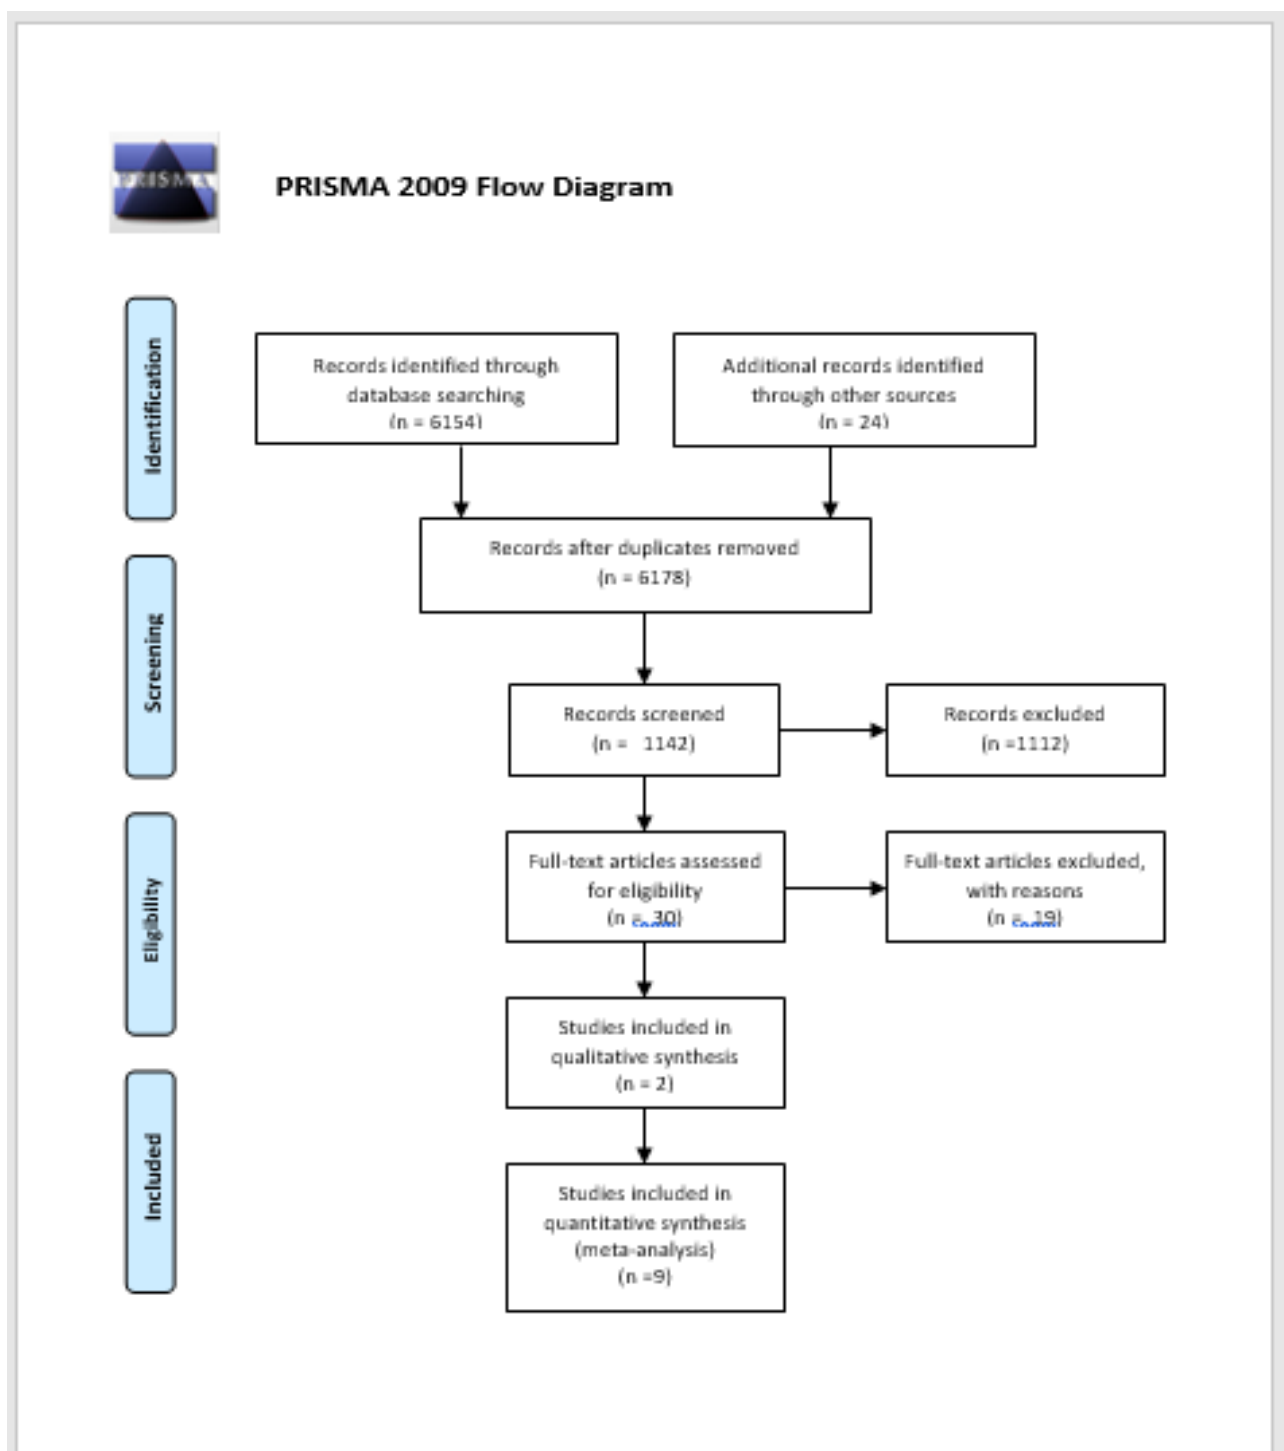 PRISMA
PRISMA 2009 Flow Diagram
Identification
Records identified through
database searching
(n = 6154)
Additional records identified
through other sources
(n = 24)
Records after duplicates removed
(n = 6178)
Screening
Records screened
(n =   1142)
Records excluded
(n =1112)
Eligibility
Full-text articles assessed
for eligibility
(n =  30)
Full-text articles excluded,
with reasons
(n =  19)
Studies included in
qualitative synthesis
(n = 2)
Included
Studies included in
quantitative synthesis
(meta-analysis)
(n =9)